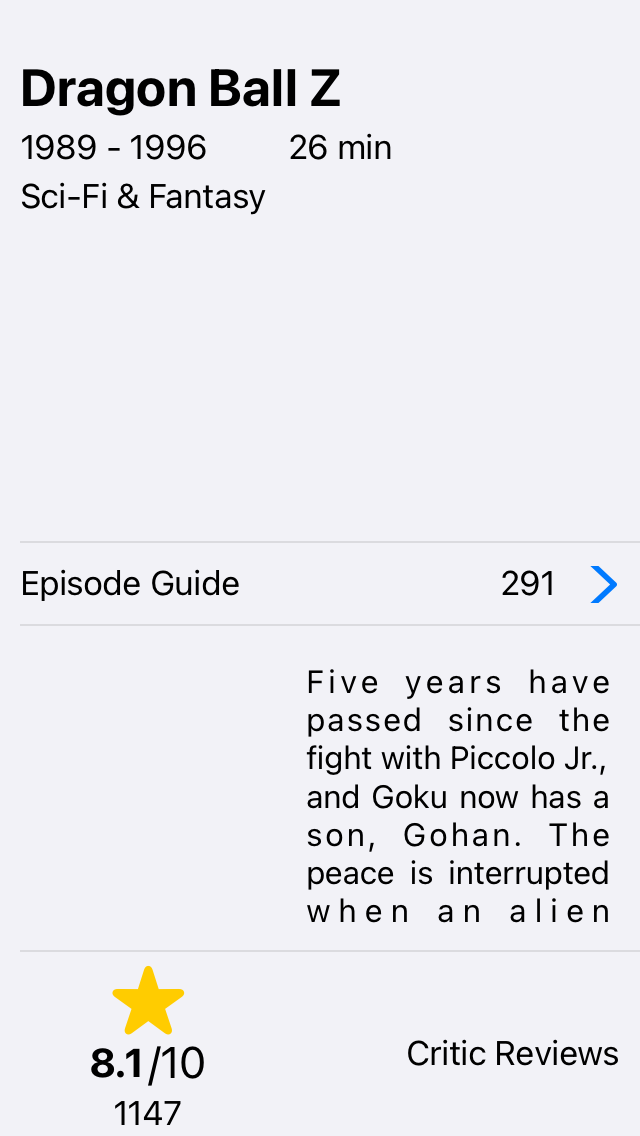 Dragon Ball Z
1989 - 1996 26 min
Sci-Fi & Fantasy
Episode Guide 291
Five years have
passed since the
fight with Piccolo Jr.,
and Goku now has a
son, Gohan. The
peace is interrupted
when an alien
8.1/10
Critic Reviews
1147